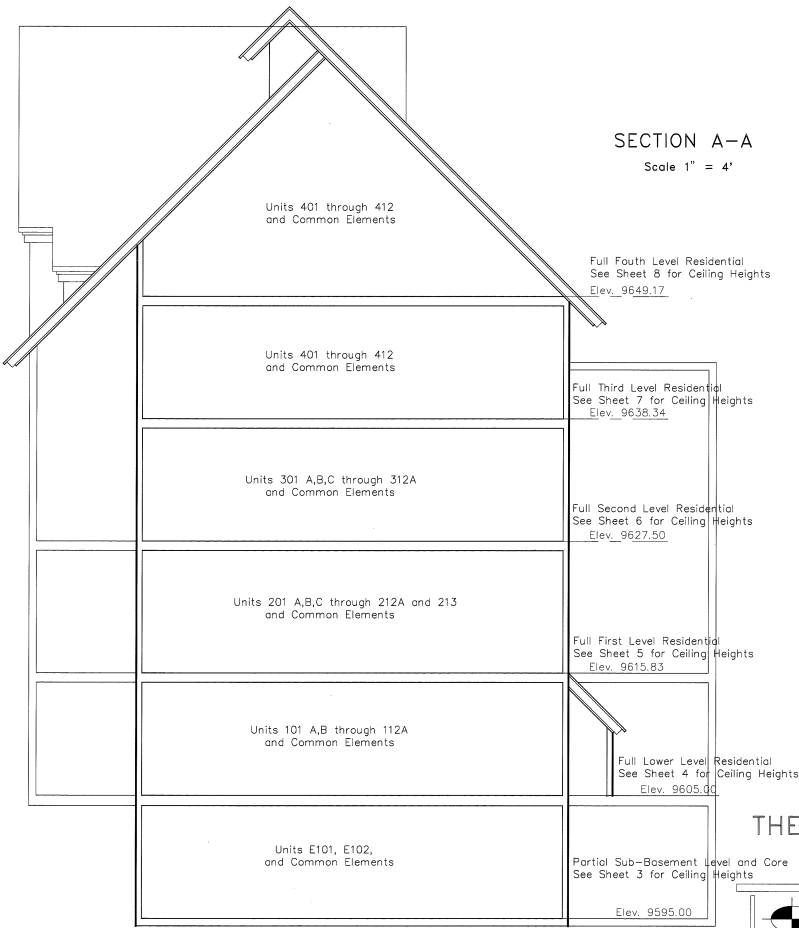 SECTION A-A
Scale 1" = 4'
Units 401 through 412
and Common Elements
Full Fouth Level Residential
See Sheet 8 for Ceiling Heights
Elev. 9649.17
Units 401 through 412
and Common Elements
Full Third Level Residential
See Sheet 7 for Ceiling Heights
Elev. 9638.34
Units 301 A,B,C through 312A
and Common Elements
Full Second Level Residential
See Sheet 6 for Ceiling Heights
Elev. 9627.50
Units 201 A,B,C through 212A and 213
and Common Elements
Full First Level Residential
See Sheet 5 for Ceiling Heights
Elev. 9615.83
Units 101 A,B through 112A
and Common Elements
Full Lower Level Residential
See Sheet 4 for Ceiling Heights
Elev. 9605.00
THE
Units E101, E102,
and Common Elements
Partial Sub-Basement Level and Core
See Sheet 3 for Ceiling Heights
Elev. 9595.00